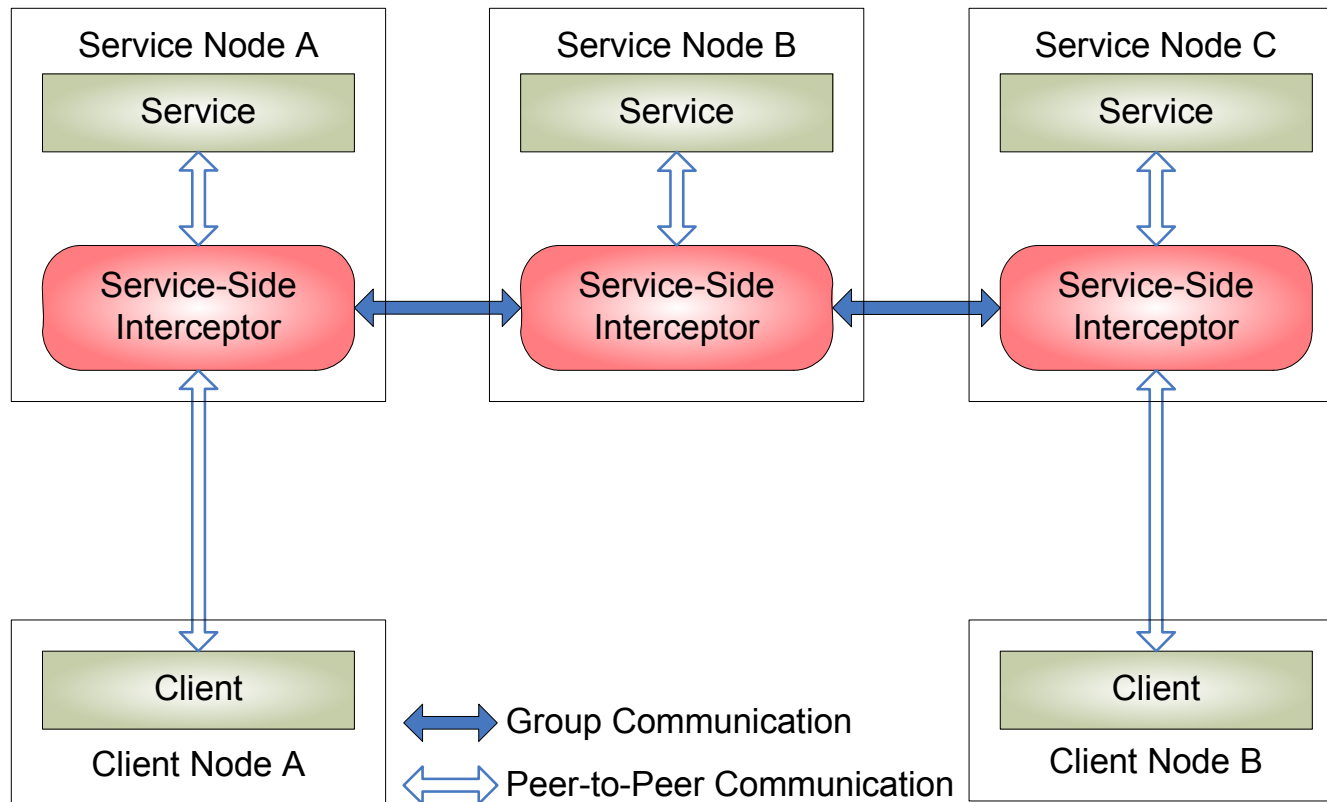 Service Node A
Service Node B
Service Node C
Service
Service
Service
Service-Side
Interceptor
Service-Side
Interceptor
Service-Side
Interceptor
Client
Client Node A
Group Communication
Peer-to-Peer Communication
Client
Client Node B